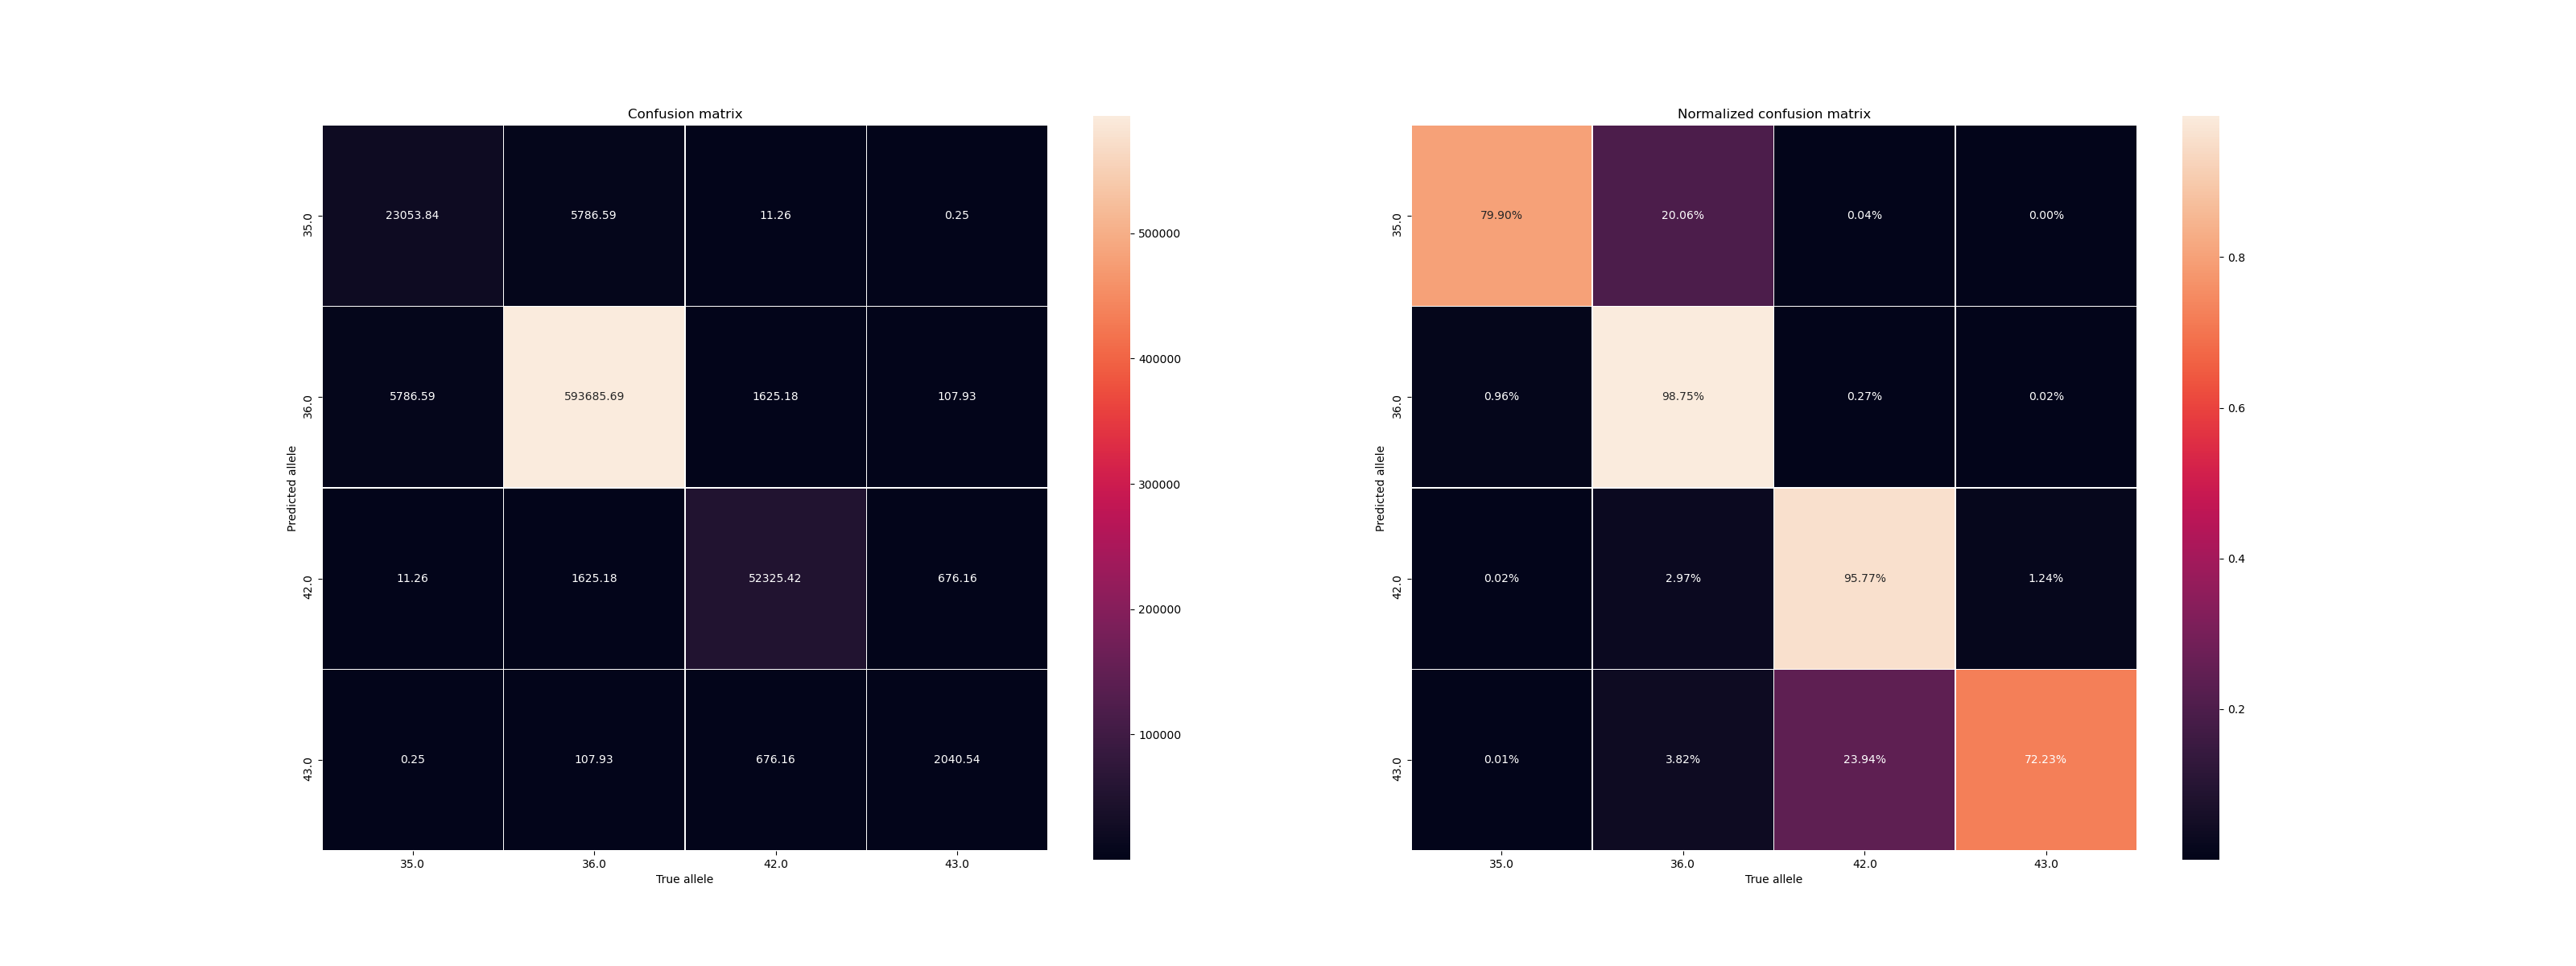 Confusion matrix
35.0 23053.84 5786.59 11.26 0.25
36.0 5786.59 593685.69 1625.18 107.93
42.0 11.26 1625.18 52325.42 676.16
43.0 0.25 107.93 676.16 2040.54
35.0 36.0 42.0 43.0
True allele
Predicted allele
500000
400000
300000
200000
100000
Normalized confusion matrix
35.0 79.90% 20.06% 0.04% 0.00%
36.0 0.96% 98.75% 0.27% 0.02%
42.0 0.02% 2.97% 95.77% 1.24%
43.0 0.01% 3.82% 23.94% 72.23%
35.0 36.0 42.0 43.0
True allele
Predicted allele
0.8
0.6
0.4
0.2